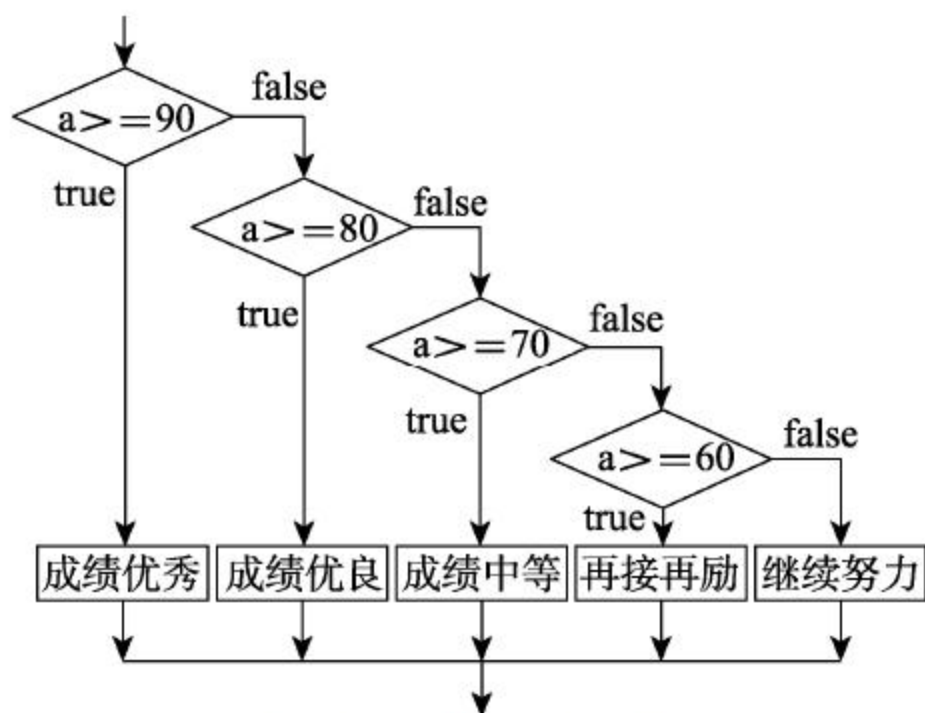 false
a>=90
true
false
a>=80
true
false
a>=70
true
false
a>=60
true
成绩优秀
成绩优良
成绩中等
再接再励
继续努力